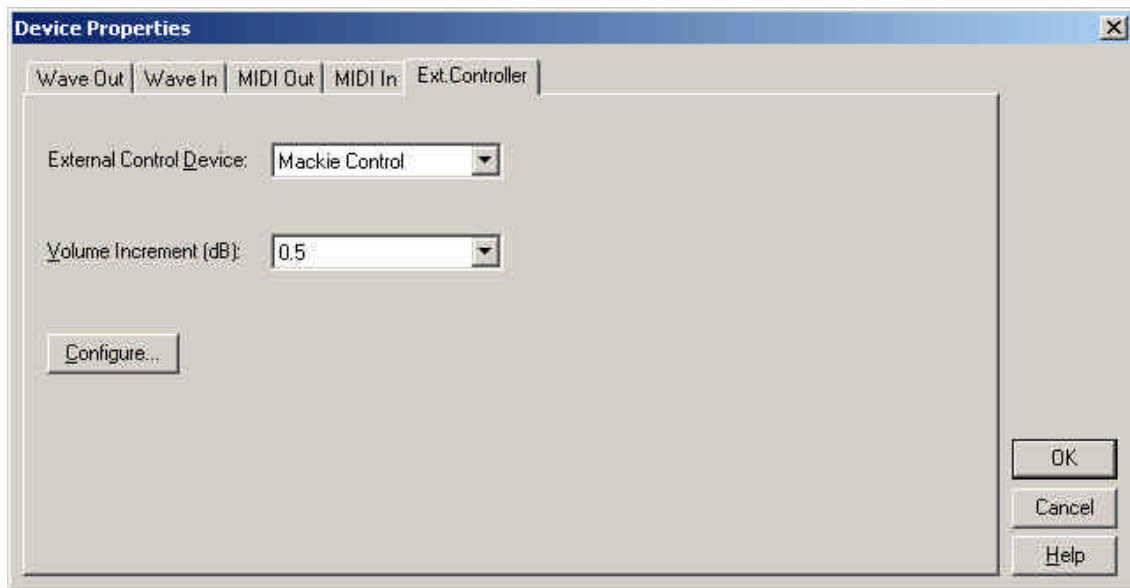 Device Properties
Wave Out Wave In MIDI Out MIDI In Ext.Controller
External Control Device: Mackie Control
Volume Increment (dB): 0.5
Configure...
OK
Cancel
Help